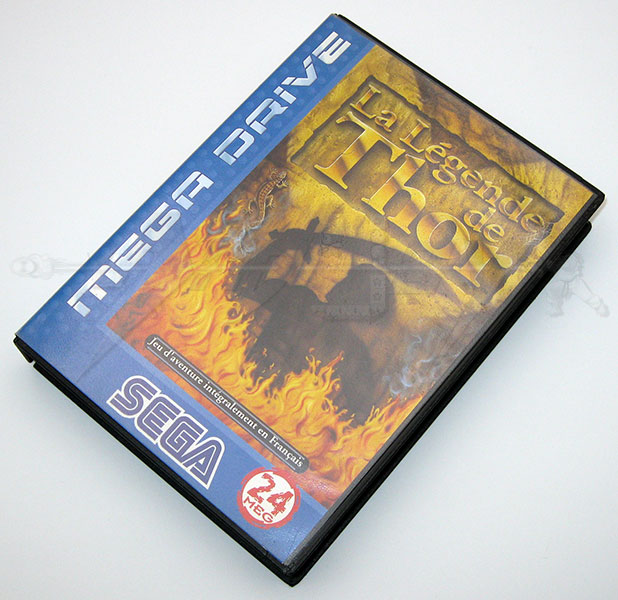 MEGA DRIVE
La Légende
de
Thor
Jeu d'aventure intégralement en Français
SEGA
24
MEG